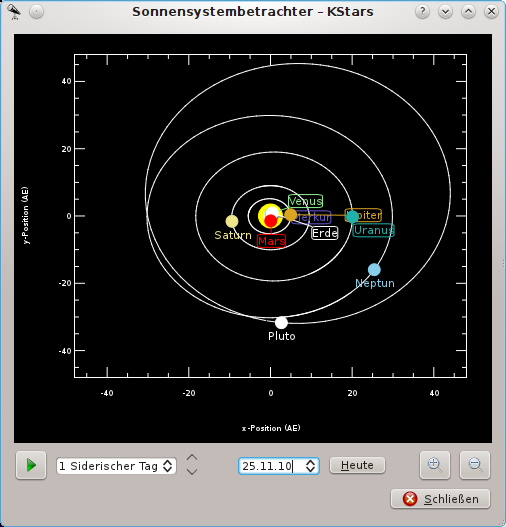 Sonnensystembetrachter – KStars
40
20
0
-20
-40
-40
-20
0
20
40
y-Position (AE)
x-Position (AE)
Venus
Merkur
Jupiter
Erde
Uranus
Saturn
Mars
Neptun
Pluto
1 Siderischer Tag
25.11.10
Heute
Schließen